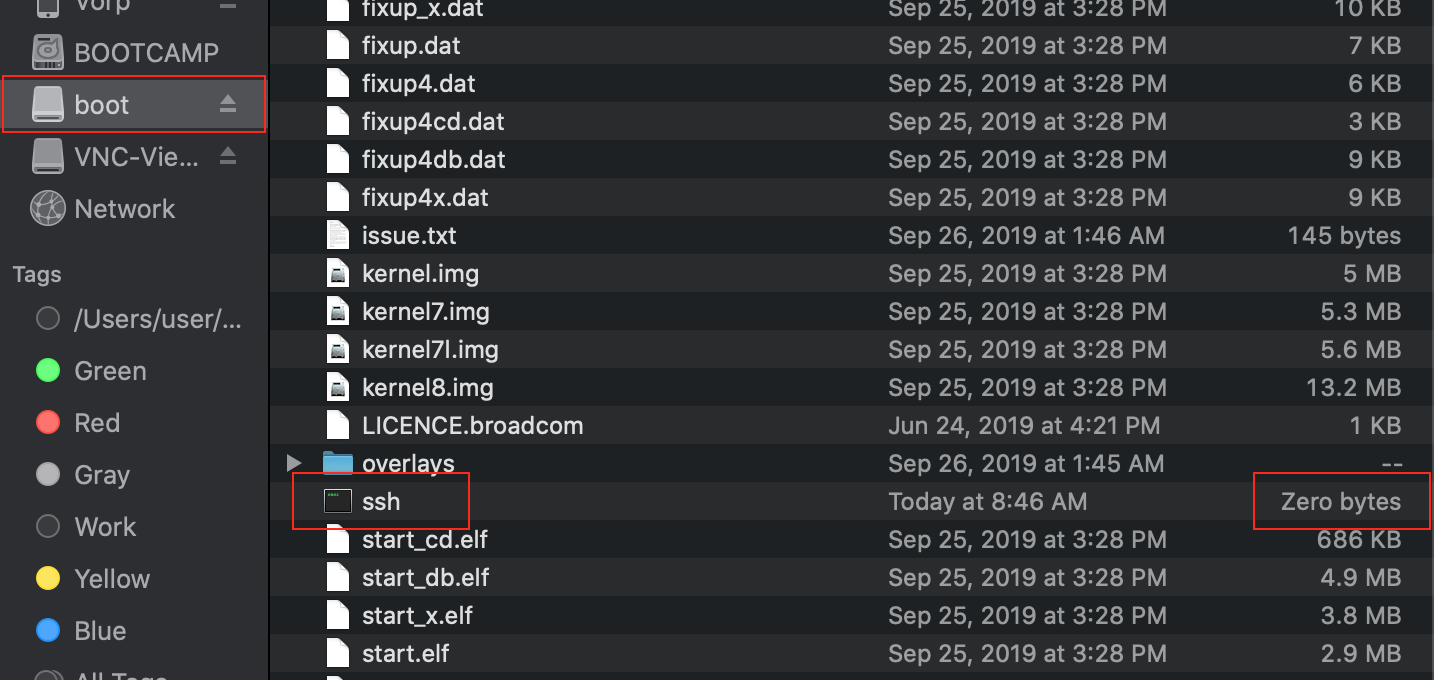 Vorp
BOOTCAMP
boot
VNC-Vie...
Network
Tags
/Users/user/...
Green
Red
Gray
Work
Yellow
Blue
All Tags...
fixup_x.dat Sep 25, 2019 at 3:28 PM 10 KB
fixup.dat Sep 25, 2019 at 3:28 PM 7 KB
fixup4.dat Sep 25, 2019 at 3:28 PM 6 KB
fixup4cd.dat Sep 25, 2019 at 3:28 PM 3 KB
fixup4db.dat Sep 25, 2019 at 3:28 PM 9 KB
fixup4x.dat Sep 25, 2019 at 3:28 PM 9 KB
issue.txt Sep 26, 2019 at 1:46 AM 145 bytes
kernel.img Sep 25, 2019 at 3:28 PM 5 MB
kernel7.img Sep 25, 2019 at 3:28 PM 5.3 MB
kernel7l.img Sep 25, 2019 at 3:28 PM 5.6 MB
kernel8.img Sep 25, 2019 at 3:28 PM 13.2 MB
LICENCE.broadcom Jun 24, 2019 at 4:21 PM 1 KB
overlays Sep 26, 2019 at 1:45 AM --
ssh Today at 8:46 AM Zero bytes
start_cd.elf Sep 25, 2019 at 3:28 PM 686 KB
start_db.elf Sep 25, 2019 at 3:28 PM 4.9 MB
start_x.elf Sep 25, 2019 at 3:28 PM 3.8 MB
start.elf Sep 25, 2019 at 3:28 PM 2.9 MB